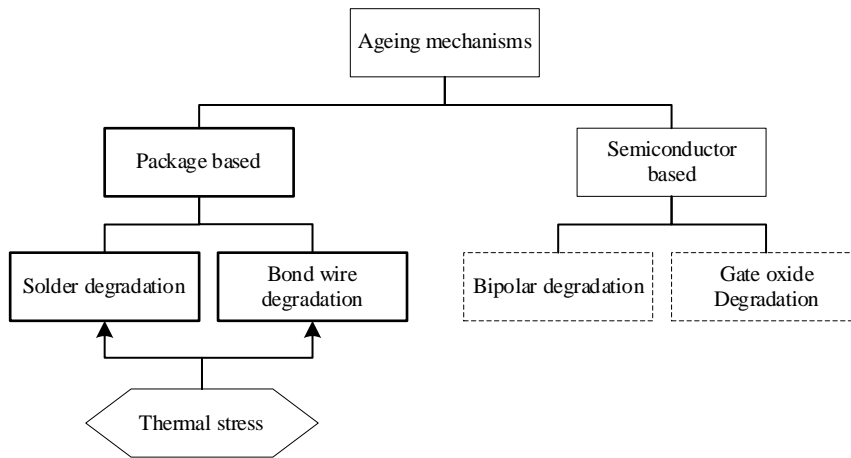 Ageing mechanisms
Package based
Semiconductor
based
Solder degradation
Bond wire
degradation
Bipolar degradation
Gate oxide
Degradation
Thermal stress